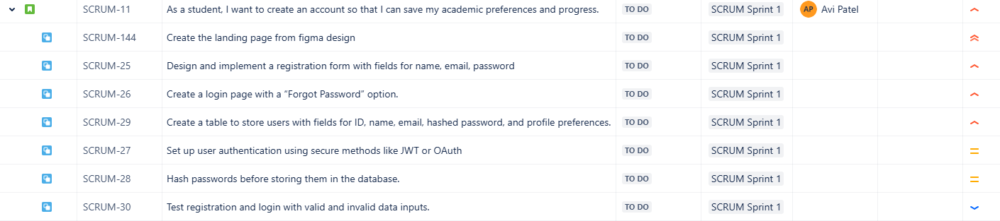 SCRUM-11 As a student, I want to create an account so that I can save my academic preferences and progress. TO DO SCRUM Sprint 1 AP Avi Patel
SCRUM-144 Create the landing page from figma design TO DO SCRUM Sprint 1
SCRUM-25 Design and implement a registration form with fields for name, email, password TO DO SCRUM Sprint 1
SCRUM-26 Create a login page with a “Forgot Password” option. TO DO SCRUM Sprint 1
SCRUM-29 Create a table to store users with fields for ID, name, email, hashed password, and profile preferences. TO DO SCRUM Sprint 1
SCRUM-27 Set up user authentication using secure methods like JWT or OAuth TO DO SCRUM Sprint 1
SCRUM-28 Hash passwords before storing them in the database. TO DO SCRUM Sprint 1
SCRUM-30 Test registration and login with valid and invalid data inputs. TO DO SCRUM Sprint 1